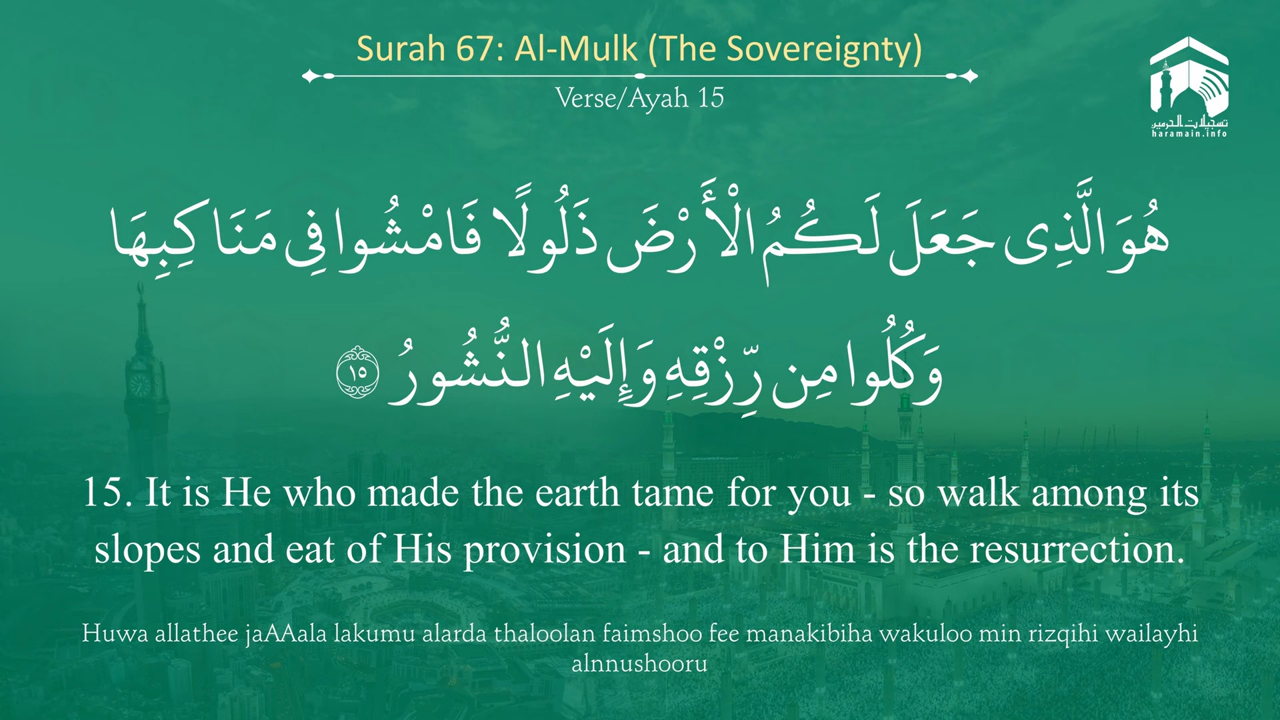 Surah 67: Al-Mulk (The Sovereignty)
Verse/Ayah 15
تسجيلات الحرمين
haramain.info
هُوَ الَّذِى جَعَلَ لَكُمُ الْأَرْضَ ذَلُولًا فَامْشُوا فِى مَنَاكِبِهَا
وَكُلُوا مِن رِّزْقِهِ وَإِلَيْهِ النُّشُورُ ١٥
15. It is He who made the earth tame for you - so walk among its
slopes and eat of His provision - and to Him is the resurrection.
Huwa allathee jaAAala lakumu alarda thaloolan faimshoo fee manakibiha wakuloo min rizqihi wailayhi
alnnushooru